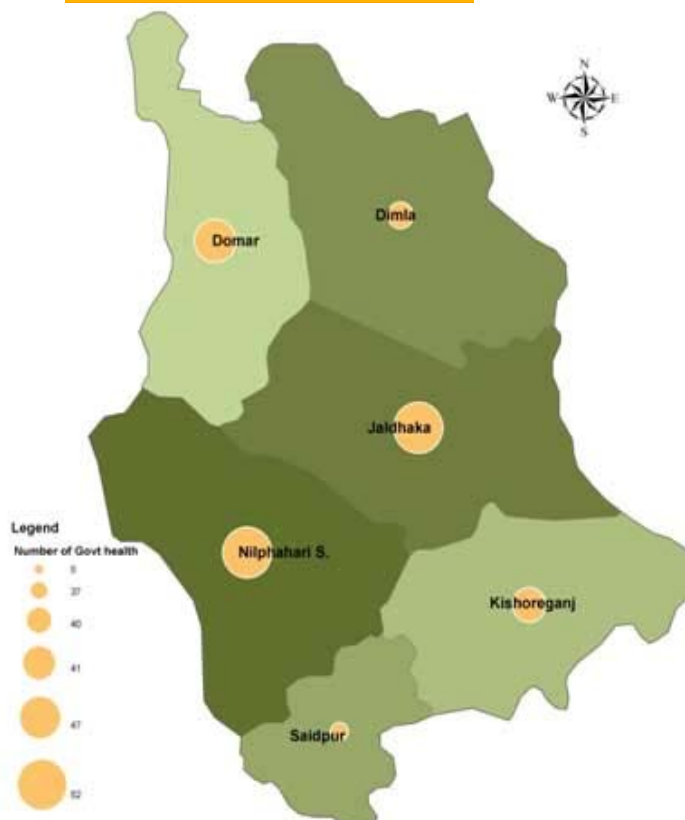 N
W E
S
Dimla
Domar
Jaldhaka
Legend
Number of Govt health
Nilphahari S.
37
40
41
47
52
Kishoreganj
Saidpur